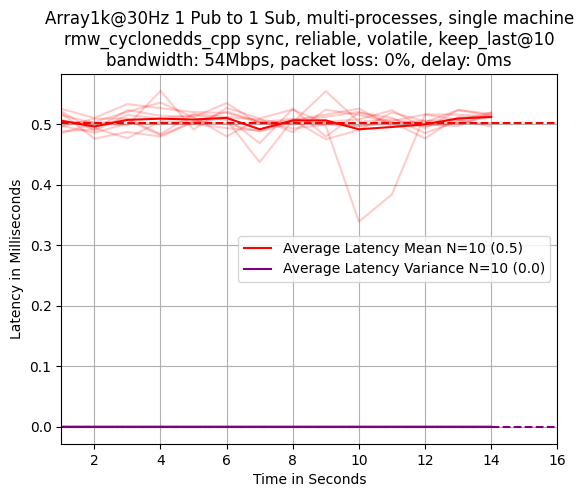 Array1k@30Hz 1 Pub to 1 Sub, multi-processes, single machine
rmw_cyclonedds_cpp sync, reliable, volatile, keep_last@10
bandwidth: 54Mbps, packet loss: 0%, delay: 0ms
Latency in Milliseconds
0.5
0.4
0.3
0.2
0.1
0.0
Average Latency Mean N=10 (0.5)
Average Latency Variance N=10 (0.0)
2 4 6 8 10 12 14 16
Time in Seconds